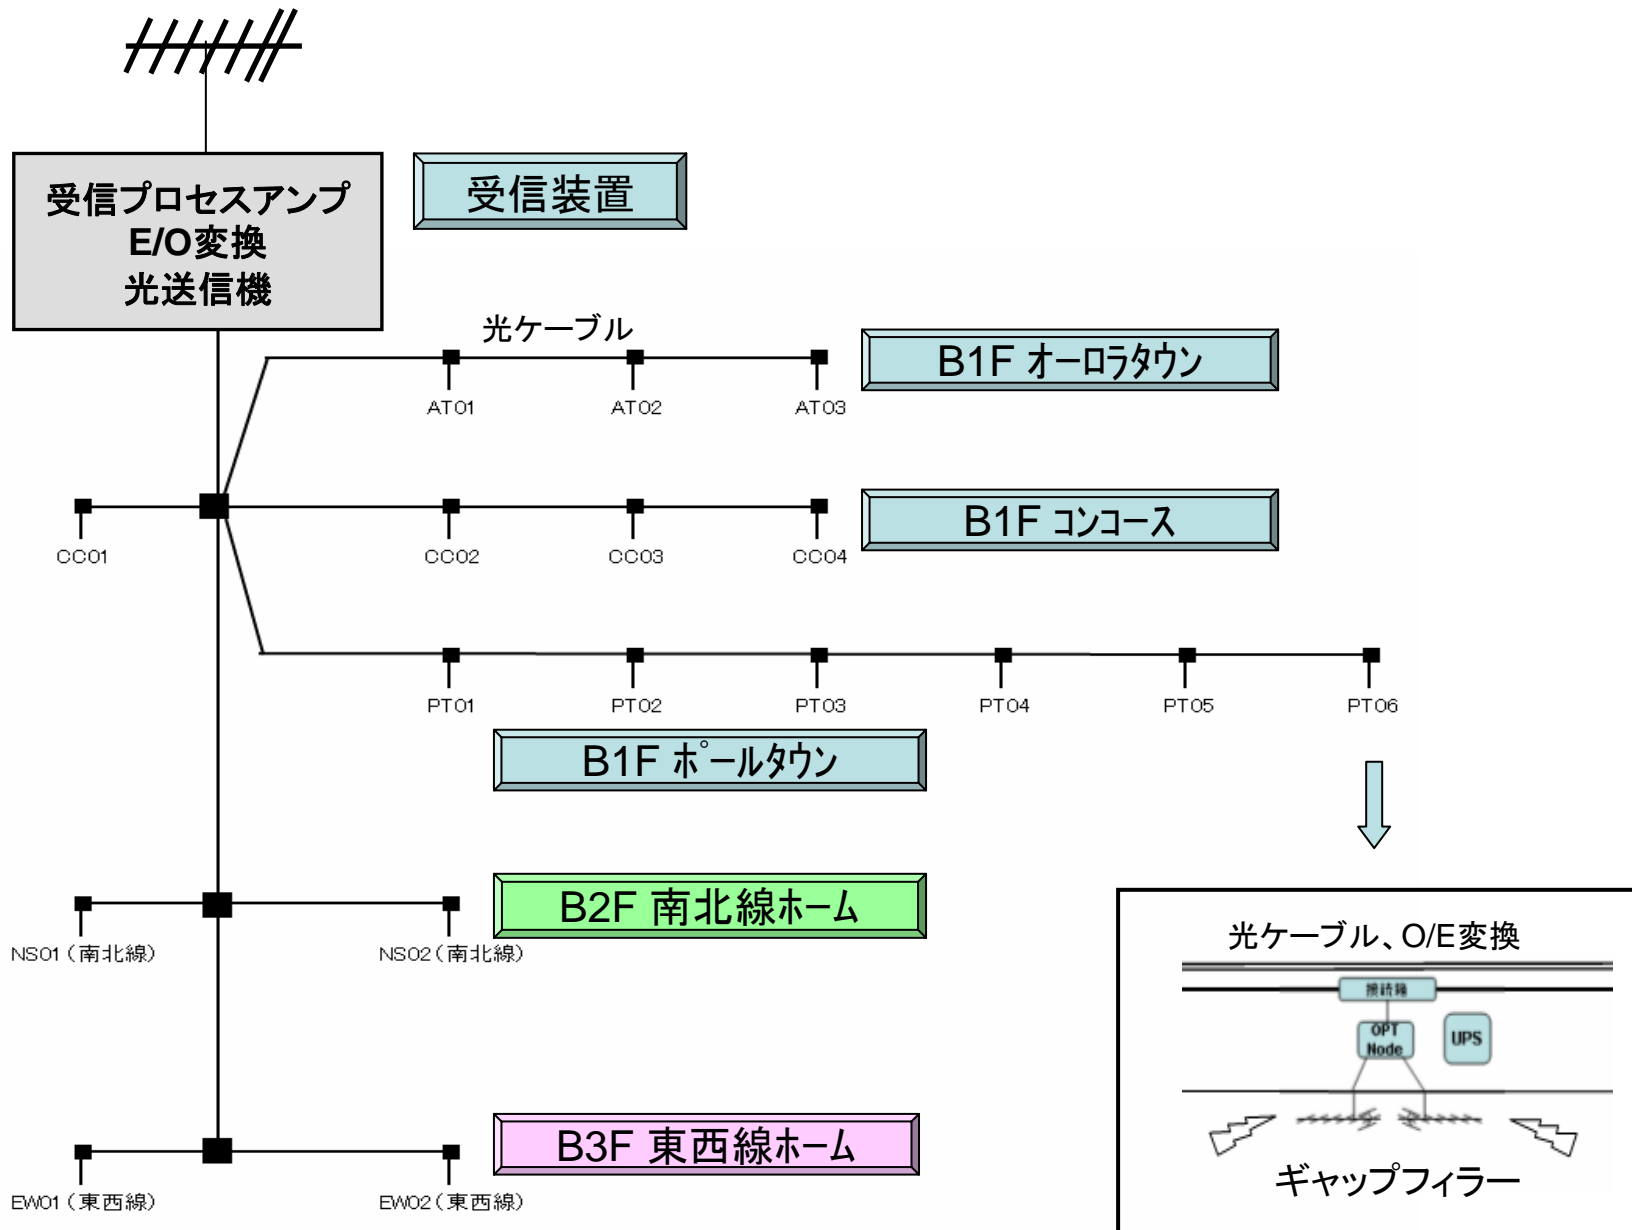 受信プロセスアンプ
E/O変換
光送信機
受信装置
光ケーブル
B1F オーロラタウン
AT01 AT02 AT03
B1F コンコース
CC01 CC02 CC03 CC04
PT01 PT02 PT03 PT04 PT05 PT06
B1F ポールタウン
B2F 南北線ホーム
NS01（南北線） NS02（南北線）
光ケーブル、O/E変換
接続箱
OPT
Node
UPS
ギャップフィラー
B3F 東西線ホーム
EW01（東西線） EW02（東西線）